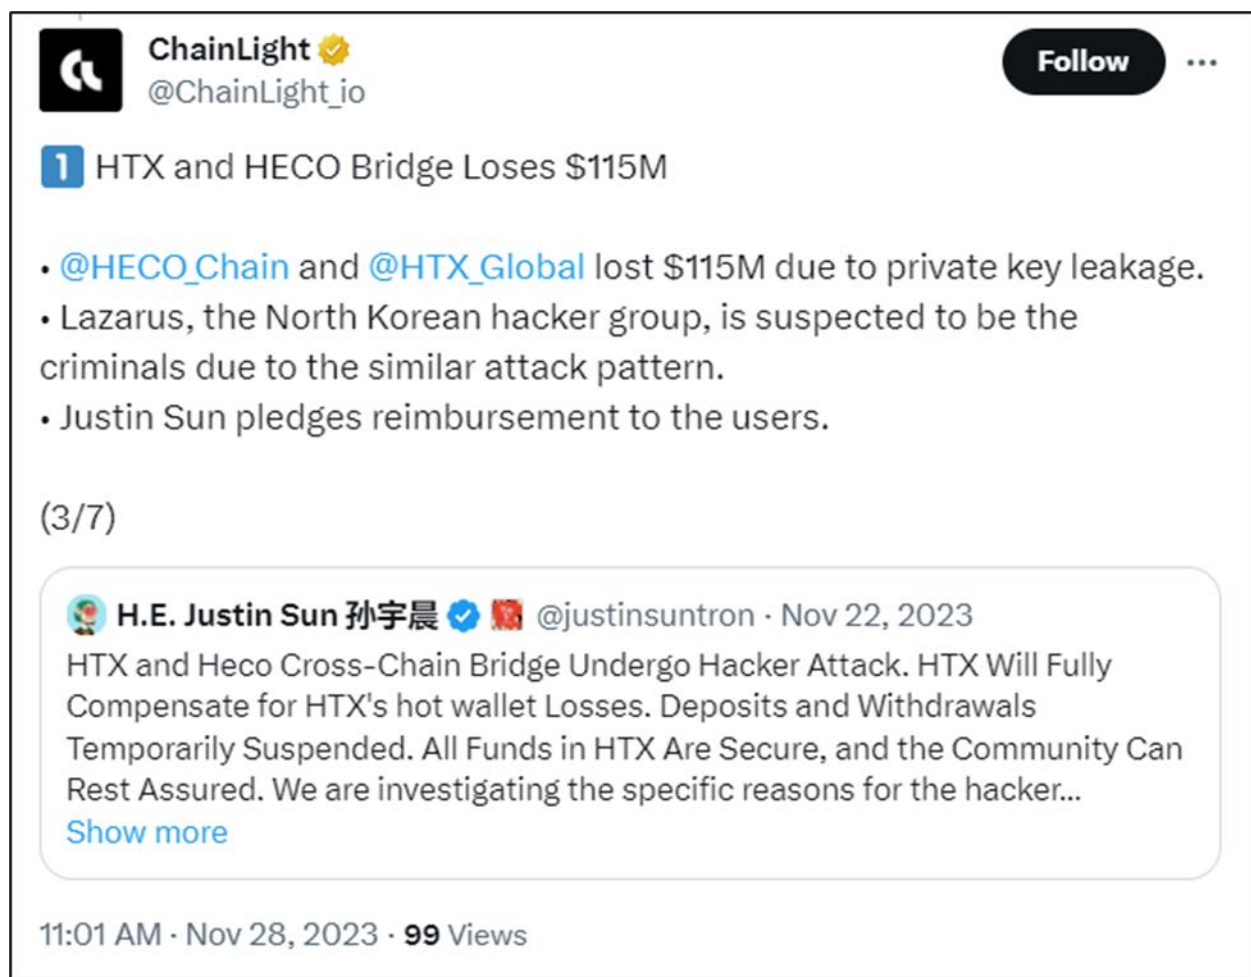 ChainLight
@ChainLight_io
Follow
1 HTX and HECO Bridge Loses $115M
• @HECO_Chain and @HTX_Global lost $115M due to private key leakage.
• Lazarus, the North Korean hacker group, is suspected to be the
criminals due to the similar attack pattern.
• Justin Sun pledges reimbursement to the users.
(3/7)
H.E. Justin Sun 孙宇晨 @justinsuntron · Nov 22, 2023
HTX and Heco Cross-Chain Bridge Undergo Hacker Attack. HTX Will Fully
Compensate for HTX's hot wallet Losses. Deposits and Withdrawals
Temporarily Suspended. All Funds in HTX Are Secure, and the Community Can
Rest Assured. We are investigating the specific reasons for the hacker...
Show more
11:01 AM · Nov 28, 2023 · 99 Views